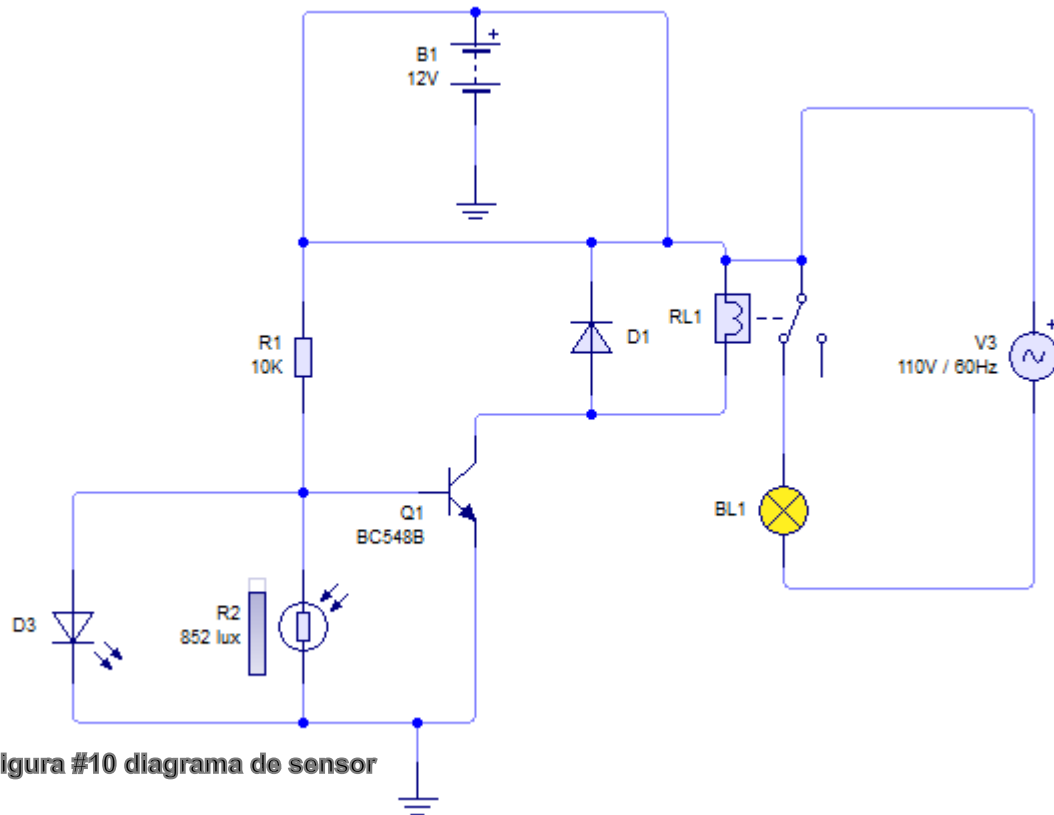 B1
12V
+
RL1
D1
R1
10K
V3
110V / 60Hz
+
Q1
BC548B
BL1
D3
R2
852 lux
igura #10 diagrama de sensor